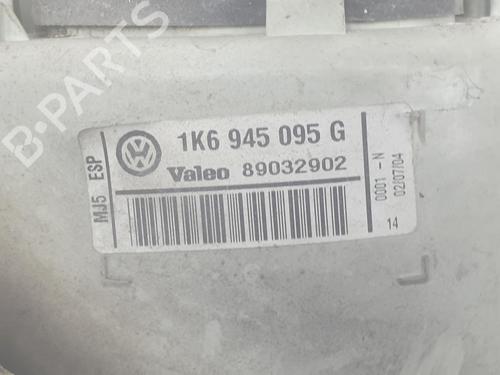 MJ5 ESP
1K6 945 095 G
Valeo 89032902
0001 - N
02/07/04
14
B-PARTS